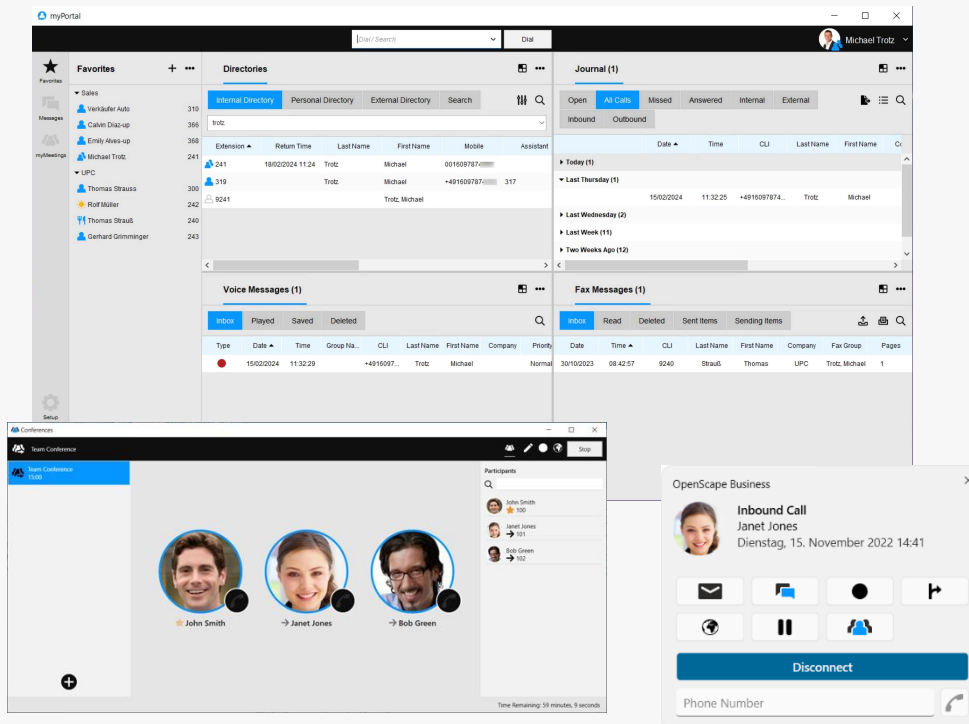 myPortal
Dial/Search
Dial
Michael Trotz
Favorites
Messages
myMeetings
Setup
Favorites
Sales
Verkäufer Auto 310
Calvin Diaz-up 366
Emily Alves-up 368
Michael Trotz 241
UPC
Thomas Strauss 300
Rolf Müller 242
Thomas Strauß 240
Gerhard Grimminger 243
Directories
Internal Directory Personal Directory External Directory Search
trotz
Extension Return Time Last Name First Name Mobile Assistant
241 18/02/2024 11:24 Trotz Michael 001609787
319 Trotz Michael +491609787 317
9241 Trotz, Michael
Journal (1)
Open All Calls Missed Answered Internal External
Inbound Outbound
Date Time CLI Last Name First Name Co
Today (1)
Last Thursday (1)
15/02/2024 11:32:25 +4916097874... Trotz Michael
Last Wednesday (2)
Last Week (11)
Two Weeks Ago (12)
Voice Messages (1)
Inbox Played Saved Deleted
Type Date Time Group Na... CLI Last Name First Name Company Priority
15/02/2024 11:32:29 +4916097... Trotz Michael Normal
Fax Messages (1)
Inbox Read Deleted Sent Items Sending Items
Date Time CLI Last Name First Name Company Fax Group Pages
30/10/2023 08:42:57 9240 Strauß Thomas UPC Trotz, Michael 1
Conferences
Team Conference
Stop
Team Conference
15:00
John Smith
Janet Jones
Bob Green
Participants
John Smith
100
Janet Jones
101
Bob Green
102
Time Remaining: 59 minutes, 9 seconds
OpenScape Business
Inbound Call
Janet Jones
Dienstag, 15. November 2022 14:41
Disconnect
Phone Number